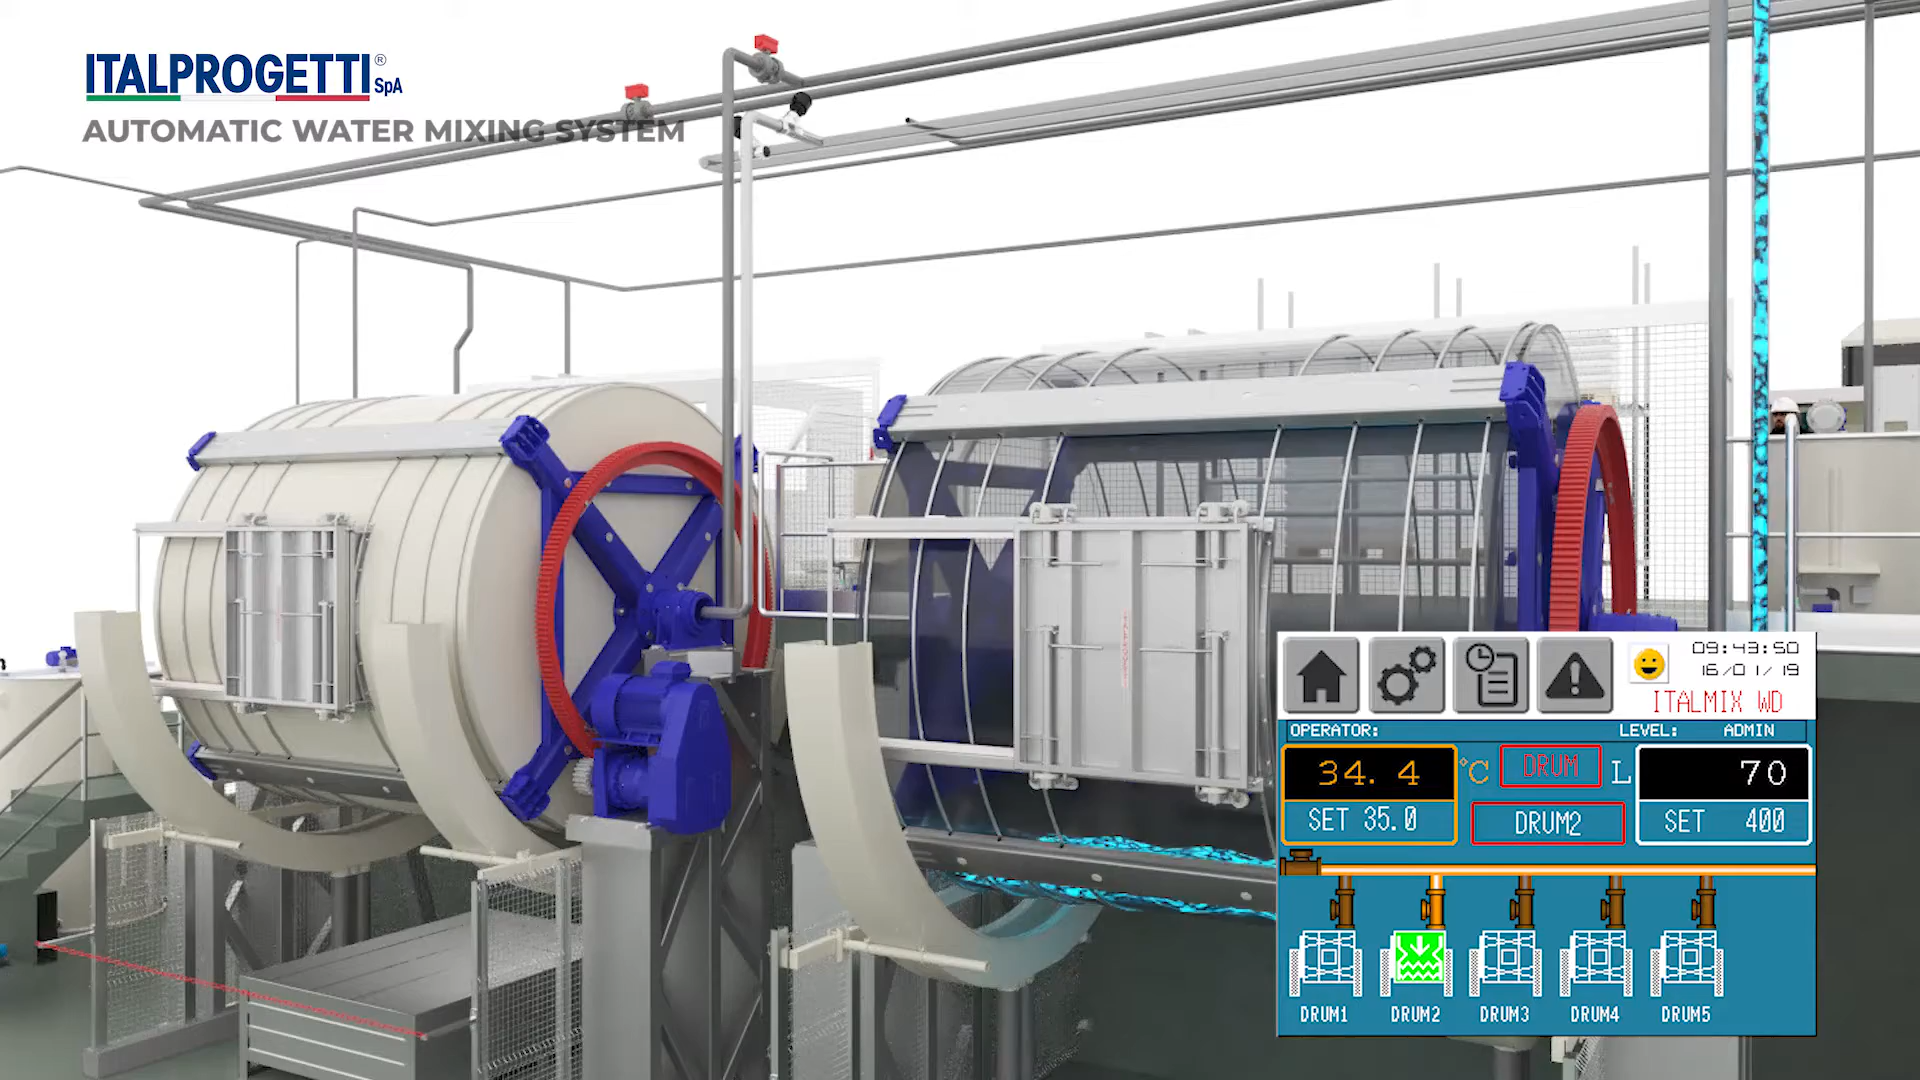 ITALPROGETTI® SpA
AUTOMATIC WATER MIXING SYSTEM
09:43:50
16/01/19
ITALMIX WD
OPERATOR: LEVEL: ADMIN
34.4 °C DRUM L 70
SET 35.0 DRUM2 SET 400
DRUM1 DRUM2 DRUM3 DRUM4 DRUM5